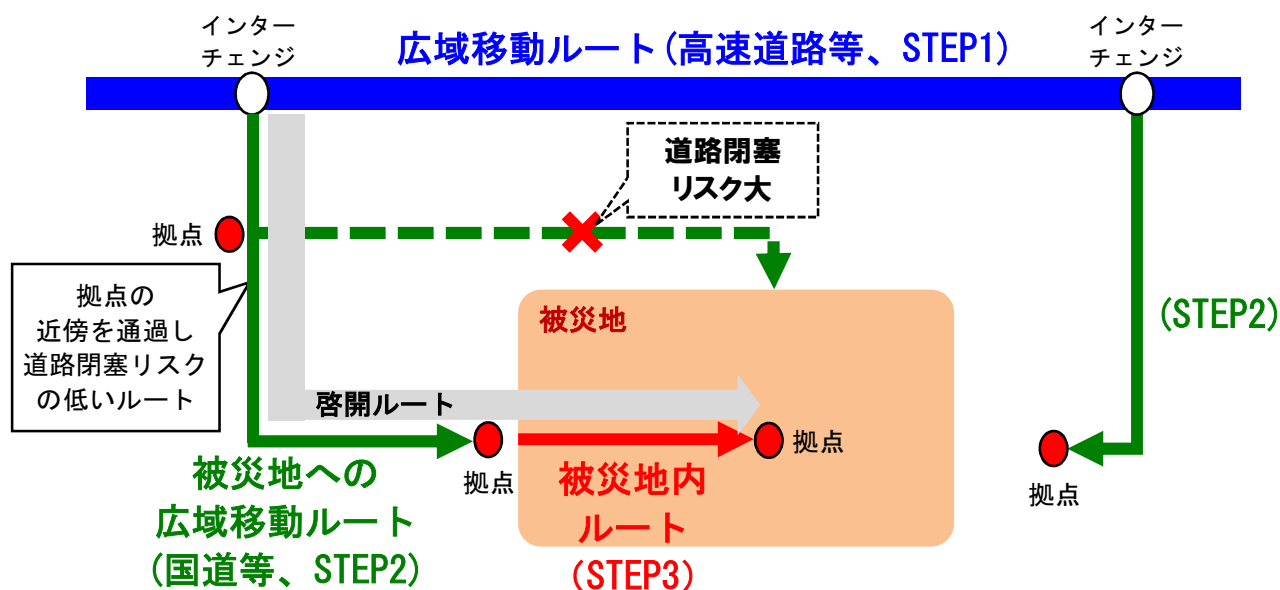 インター
チェンジ
広域移動ルート(高速道路等、STEP1)
インター
チェンジ
道路閉塞
リスク大
拠点
拠点の
近傍を通過し
道路閉塞リスク
の低いルート
被災地
(STEP2)
啓開ルート
拠点
拠点
拠点
被災地への
広域移動ルート
(国道等、STEP2)
被災地内
ルート
(STEP3)